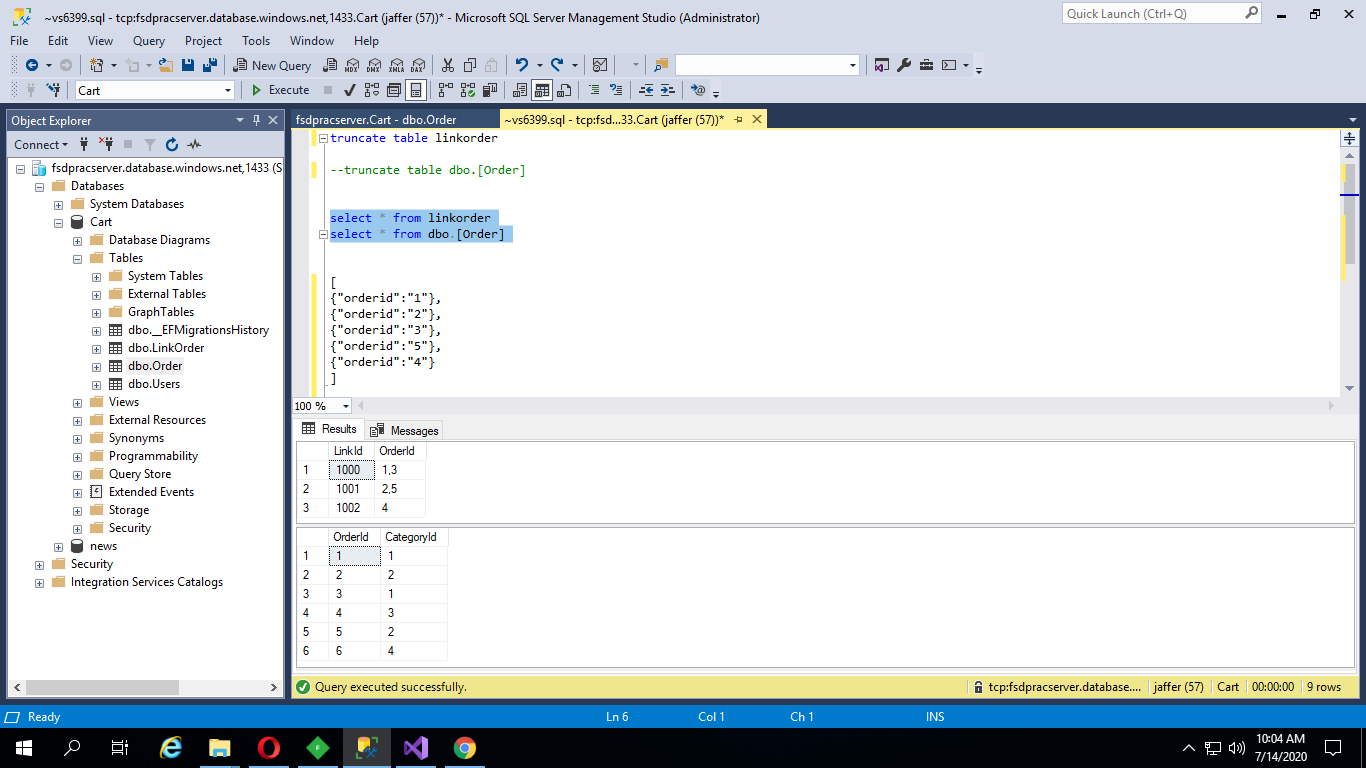 ~vs6399.sql - tcp:fsdpracserver.database.windows.net,1433.Cart (jaffer (57))* - Microsoft SQL Server Management Studio (Administrator)
Quick Launch (Ctrl+Q)
File Edit View Query Project Tools Window Help
New Query MDX DMX XMLA DAX
Cart Execute
Object Explorer
fsdpracserver.Cart - dbo.Order
~vs6399.sql - tcp:fsd...33.Cart (jaffer (57))*
Connect
fsdpracserver.database.windows.net,1433 (S
Databases
System Databases
Cart
Database Diagrams
Tables
System Tables
External Tables
GraphTables
dbo.__EFMigrationsHistory
dbo.LinkOrder
dbo.Order
dbo.Users
Views
External Resources
Synonyms
Programmability
Query Store
Extended Events
Storage
Security
news
Security
Integration Services Catalogs
truncate table linkorder
--truncate table dbo.[Order]
select * from linkorder
select * from dbo.[Order]
[
{"orderid":"1"},
{"orderid":"2"},
{"orderid":"3"},
{"orderid":"5"},
{"orderid":"4"}
]
100 %
Results Messages
LinkId OrderId
1 1000 1,3
2 1001 2,5
3 1002 4
OrderId CategoryId
1 1 1
2 2 2
3 3 1
4 4 3
5 5 2
6 6 4
Query executed successfully.
tcp:fsdpracserver.database.... jaffer (57) Cart 00:00:00 9 rows
Ready Ln 6 Col 1 Ch 1 INS
10:04 AM
7/14/2020